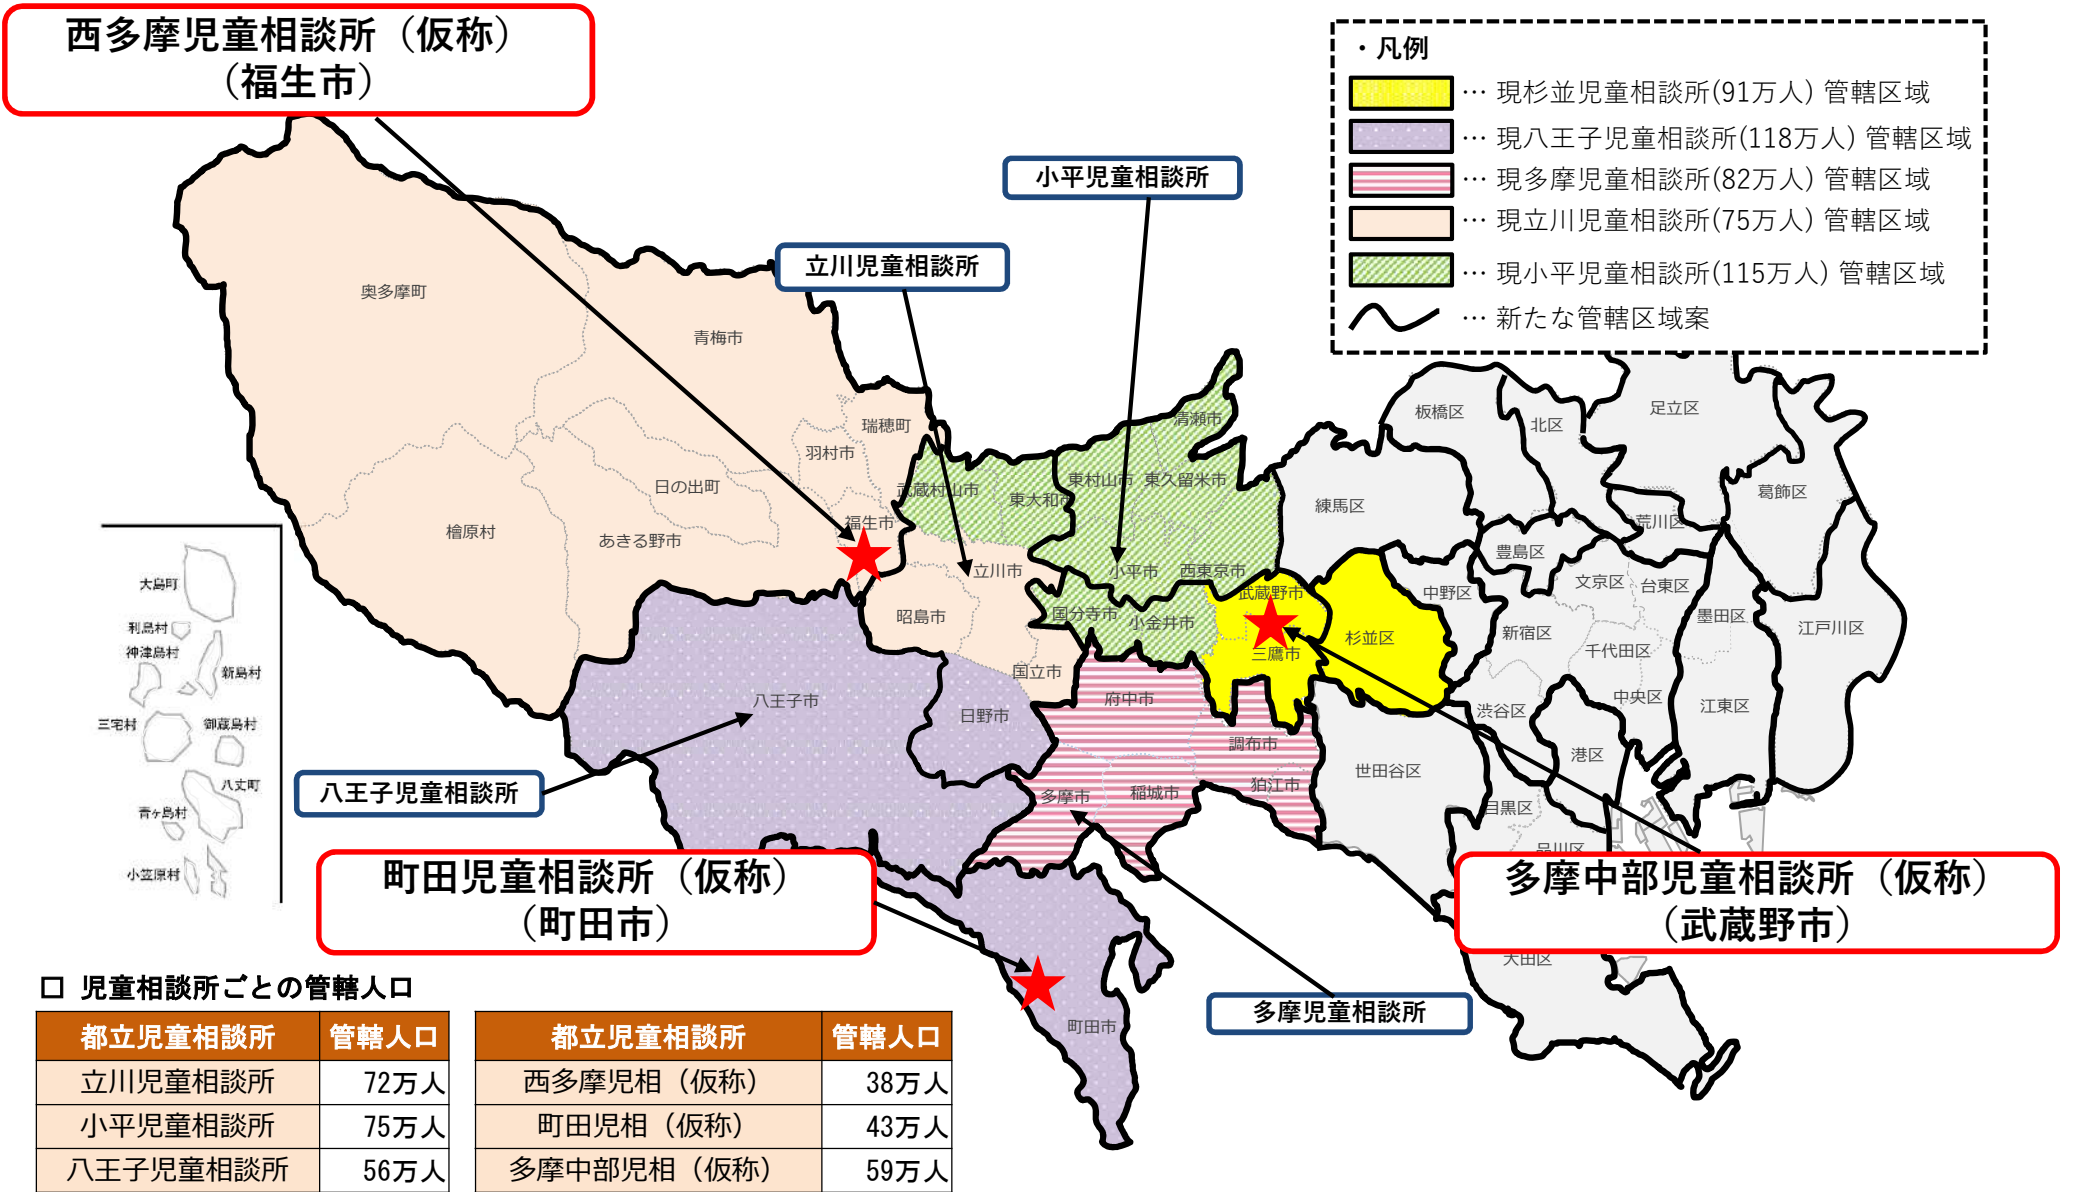 西多摩児童相談所（仮称）
（福生市）
・凡例
… 現杉並児童相談所(91万人) 管轄区域
… 現八王子児童相談所(118万人) 管轄区域
… 現多摩児童相談所(82万人) 管轄区域
… 現立川児童相談所(75万人) 管轄区域
… 現小平児童相談所(115万人) 管轄区域
… 新たな管轄区域案
小平児童相談所
立川児童相談所
奥多摩町
青梅市
瑞穂町
羽村市
日の出町
檜原村
あきる野市
福生市
武蔵村山市
東大和市
東村山市
東久留米市
清瀬市
小平市
西東京市
立川市
昭島市
国分寺市
小金井市
国立市
武蔵野市
三鷹市
杉並区
八王子市
日野市
府中市
調布市
狛江市
多摩市
稲城市
町田市
板橋区
北区
足立区
葛飾区
練馬区
荒川区
豊島区
文京区
台東区
中野区
新宿区
千代田区
墨田区
江戸川区
渋谷区
中央区
江東区
港区
世田谷区
目黒区
品川区
大田区
大島町
利島村
神津島村
新島村
三宅村
御蔵島村
八丈町
青ヶ島村
小笠原村
八王子児童相談所
町田児童相談所（仮称）
（町田市）
多摩中部児童相談所（仮称）
（武蔵野市）
多摩児童相談所
□ 児童相談所ごとの管轄人口
都立児童相談所 管轄人口
立川児童相談所 72万人
小平児童相談所 75万人
八王子児童相談所 56万人
都立児童相談所 管轄人口
西多摩児相（仮称） 38万人
町田児相（仮称） 43万人
多摩中部児相（仮称） 59万人